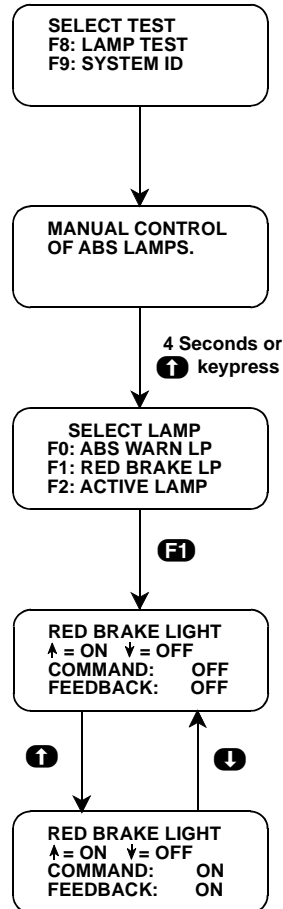 SELECT TEST
F8: LAMP TEST
F9: SYSTEM ID
MANUAL CONTROL
OF ABS LAMPS.
4 Seconds or
⬆ keypress
SELECT LAMP
F0: ABS WARN LP
F1: RED BRAKE LP
F2: ACTIVE LAMP
F1
RED BRAKE LIGHT
↑ = ON ↓ = OFF
COMMAND: OFF
FEEDBACK: OFF
⬆ ⬇
RED BRAKE LIGHT
↑ = ON ↓ = OFF
COMMAND: ON
FEEDBACK: ON